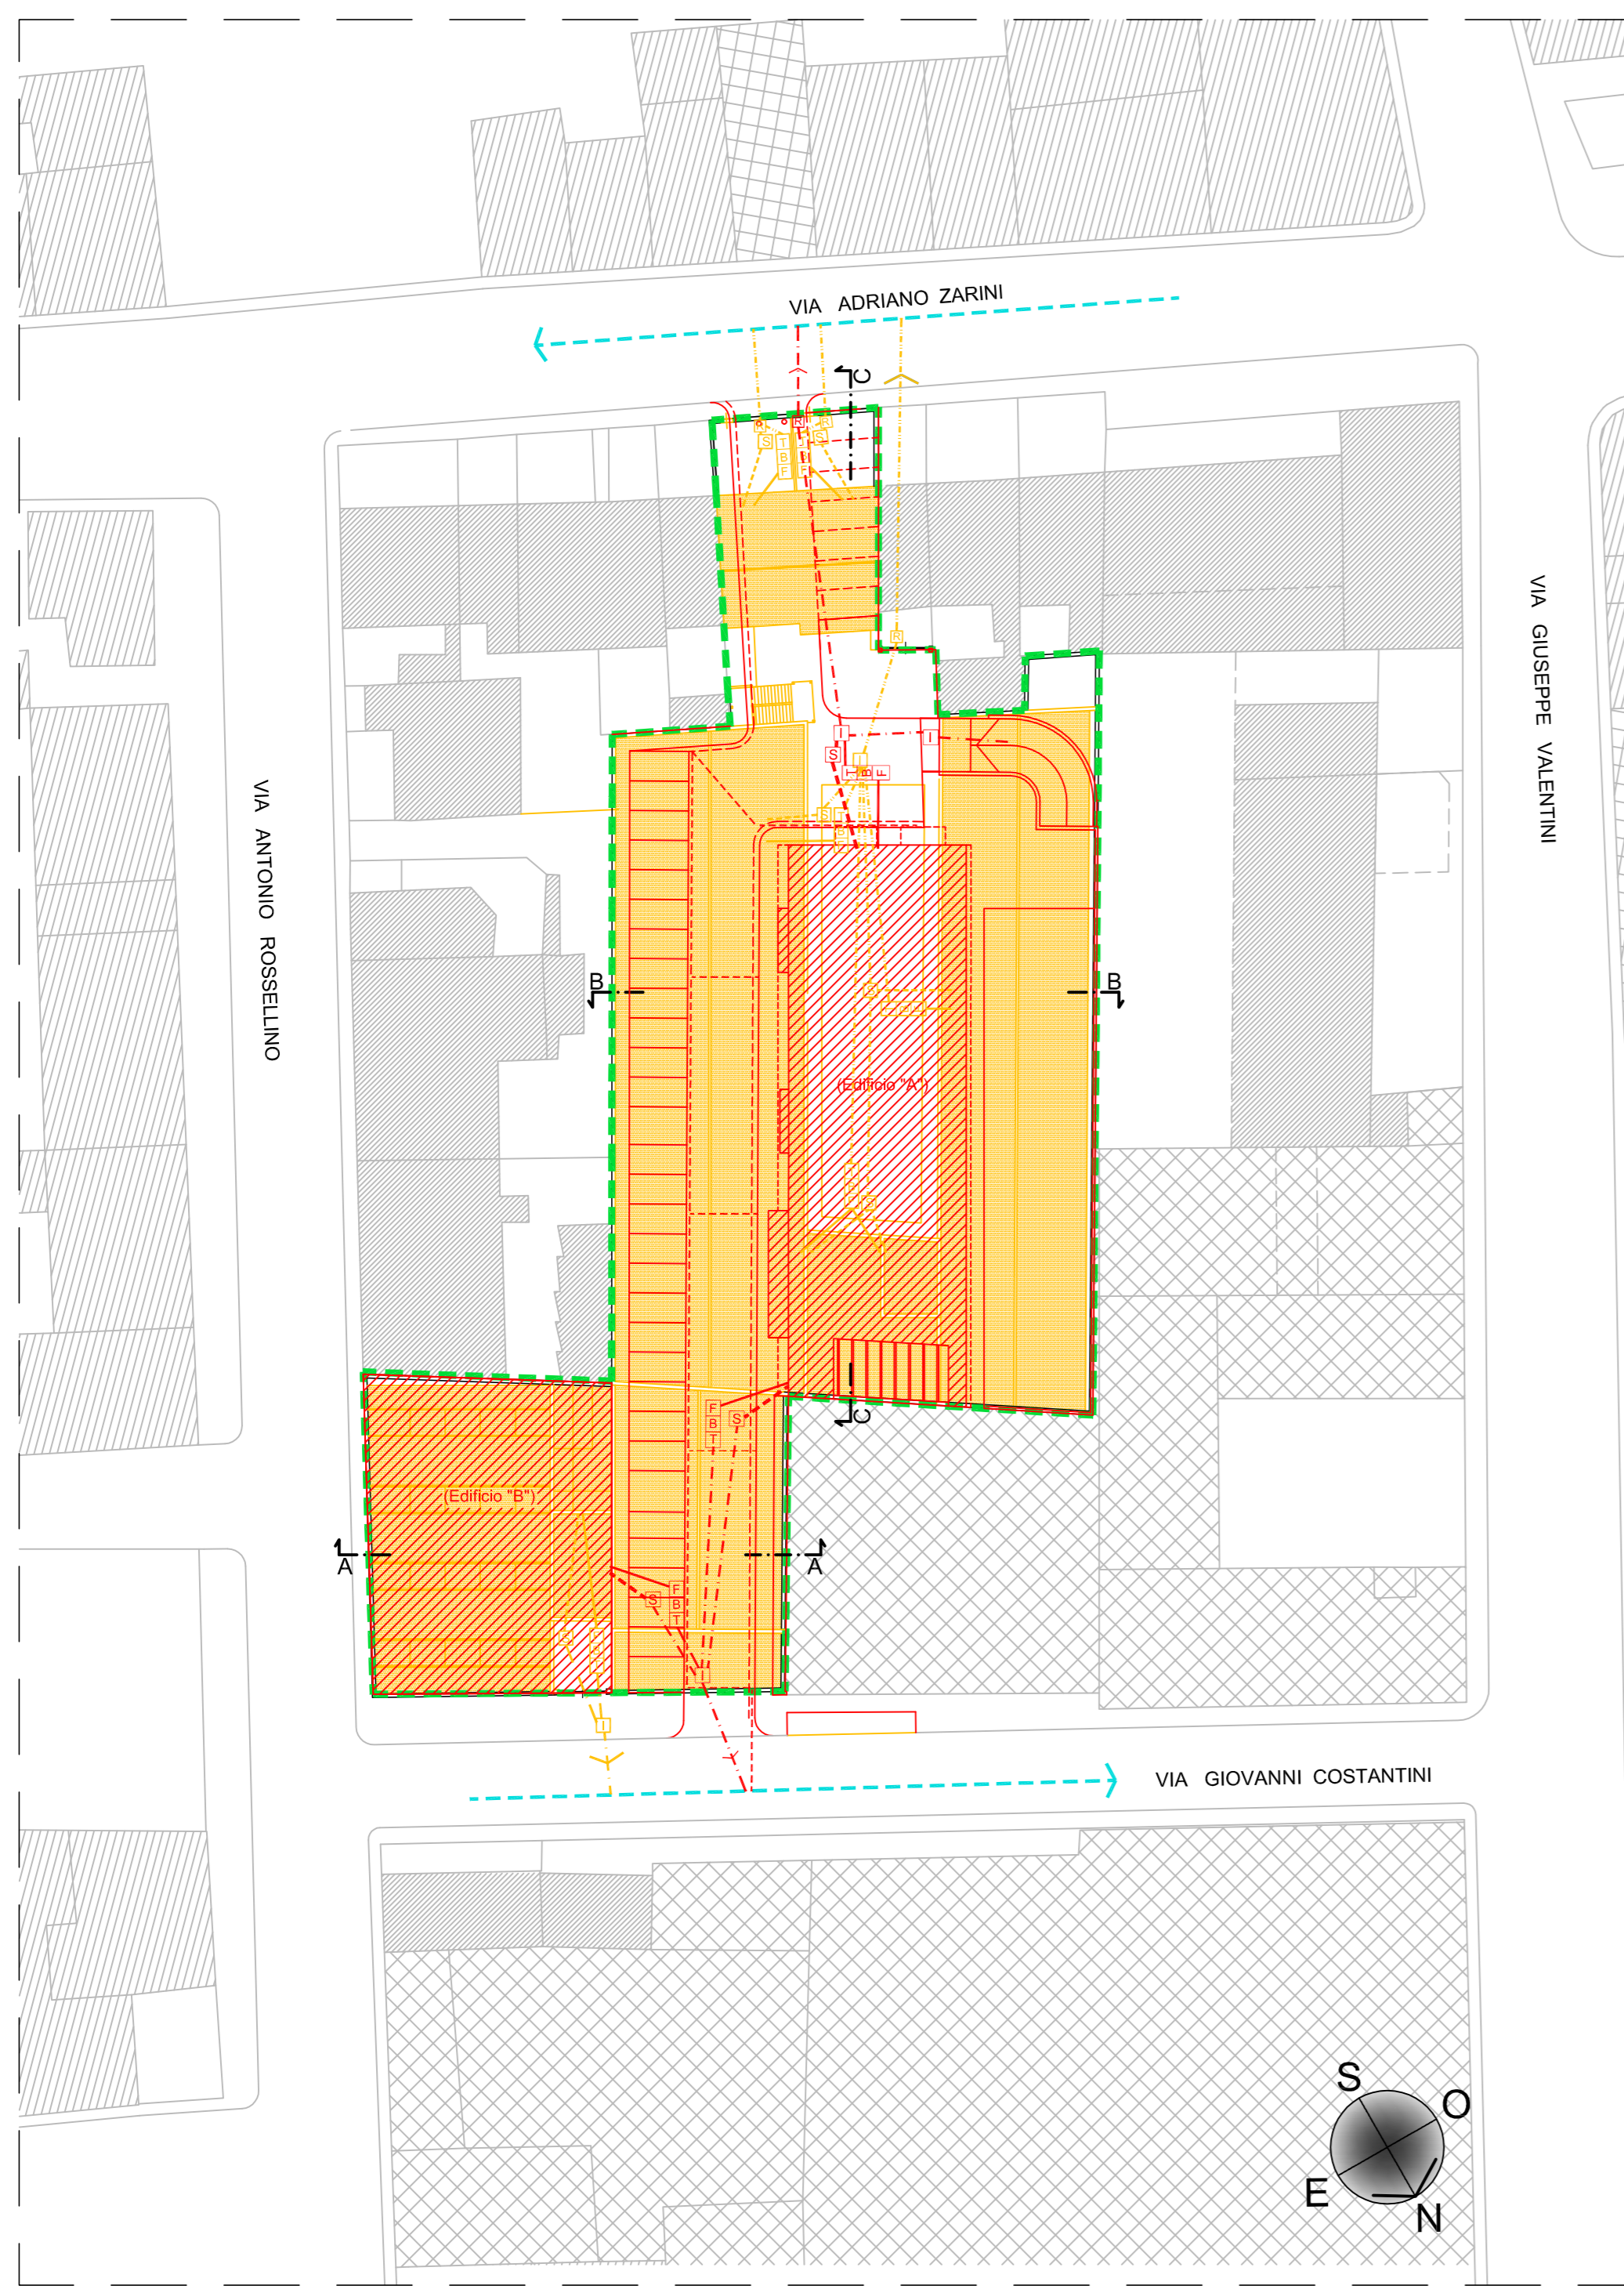 VIA ADRIANO ZARINI
C
R
R
R
S
S
T
B
F
B
F
R
VIA GIUSEPPE VALENTINI
I
I
S
T
B
F
S
VIA ANTONIO ROSSELLINO
B
B
(Edificio "A")
C
F
B
T
S
(Edificio "B")
A
A
F
B
T
S
I
I
VIA GIOVANNI COSTANTINI
S
O
E
N